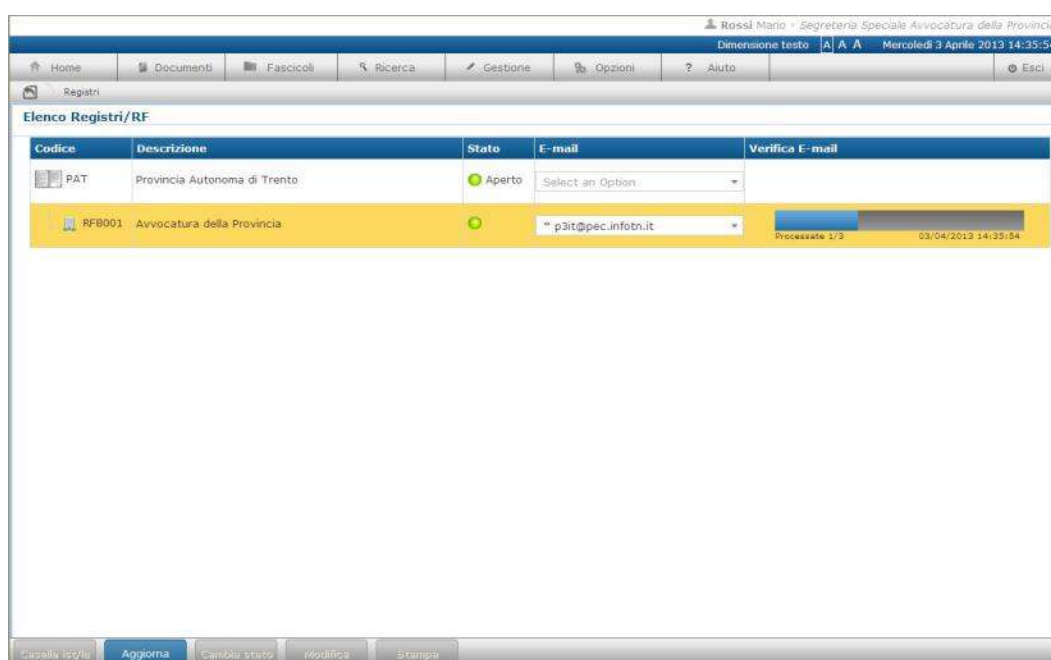 Rossi Mario - Segreteria Speciale Avvocatura della Provinci
Dimensione testo A A A Mercoledì 3 Aprile 2013 14:35:54
Home Documenti Fascicoli Ricerca Gestione Opzioni ? Aiuto Esci
Registri
Elenco Registri/RF
Codice Descrizione Stato E-mail Verifica E-mail
PAT Provincia Autonoma di Trento Aperto Select an Option
RFB001 Avvocatura della Provincia * p3it@pec.infotn.it
Processate 1/3 03/04/2013 14:35:54
Casella ist/le Aggiorna Cambia stato Modifica Stampa